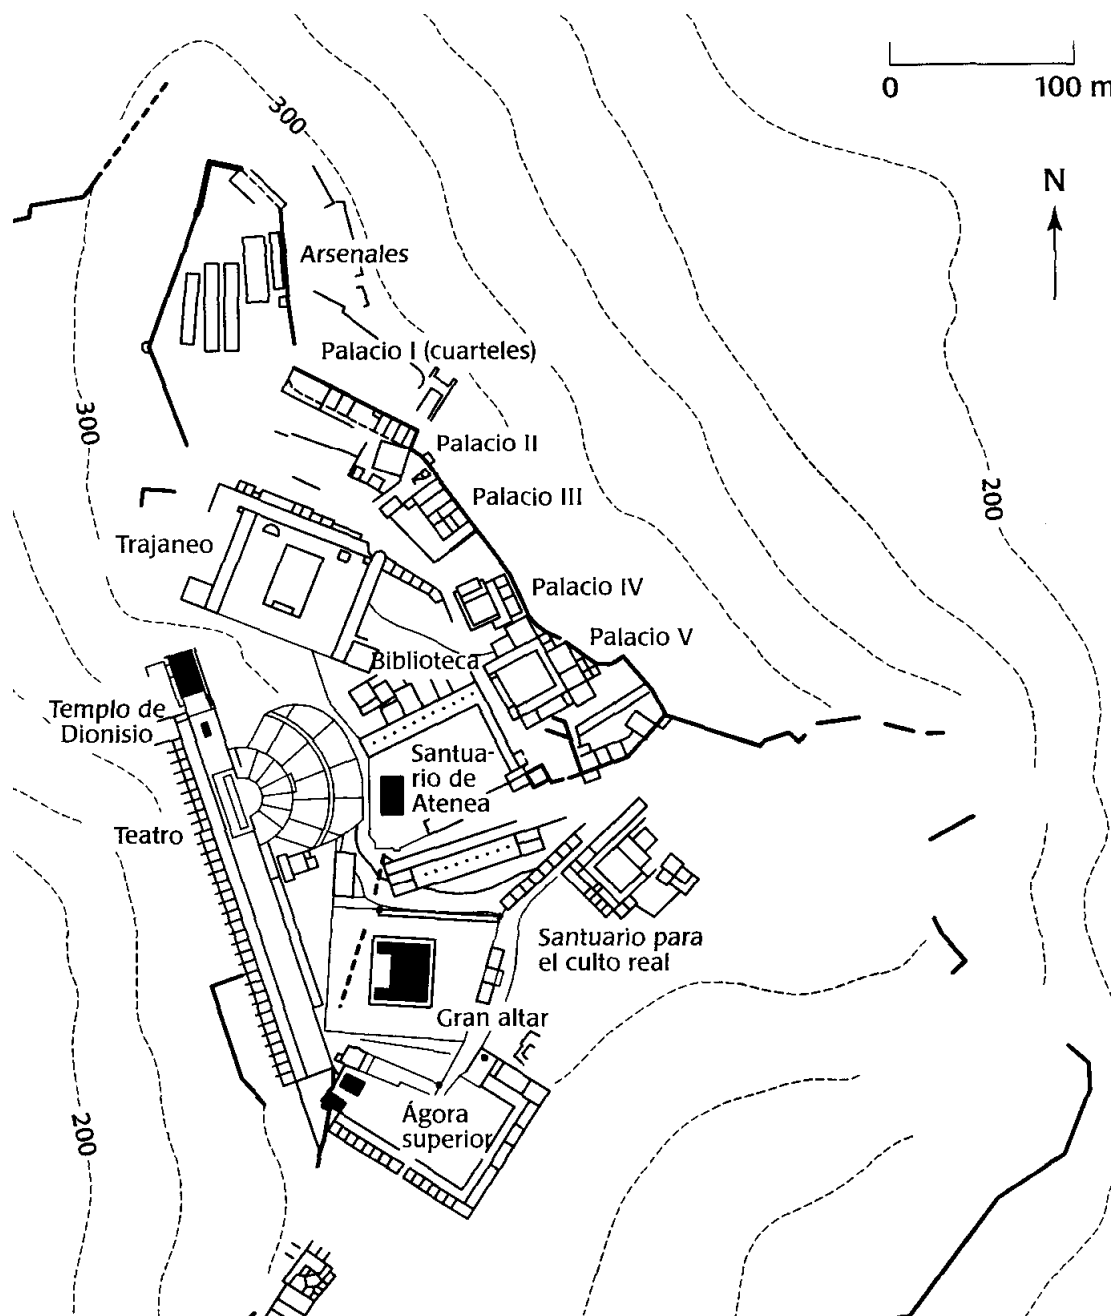 0 100 m
300
N
Arsenales
Palacio I (cuarteles)
300
Palacio II
200
Palacio III
Trajaneo
Palacio IV
Palacio V
Biblioteca
Templo de
Dionisio
Santua-
rio de
Atenea
Teatro
Santuario para
el culto real
Gran altar
Ágora
superior
200